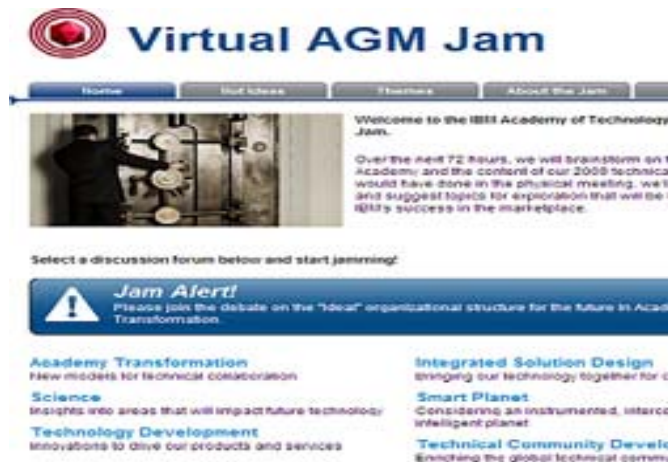 Virtual AGM Jam
Home Hot Ideas Themes About the Jam
Welcome to the IBM Academy of Technology
Jam.
Over the next 72 hours, we will brainstorm on t
Academy and the content of our 2009 technica
would have done in the physical meeting, we'l
and suggest topics for exploration that will be
IBM's success in the marketplace.
Select a discussion forum below and start jamming!
Jam Alert!
Please join the debate on the "ideal" organizational structure for the future in Aca
Transformation.
Academy Transformation
New models for technical collaboration
Science
Insights into areas that will impact future technology
Technology Development
Innovations to drive our products and services
Integrated Solution Design
Bringing our technology together for c
Smart Planet
Considering an instrumented, interco
intelligent planet
Technical Community Develo
Enriching the global technical commu